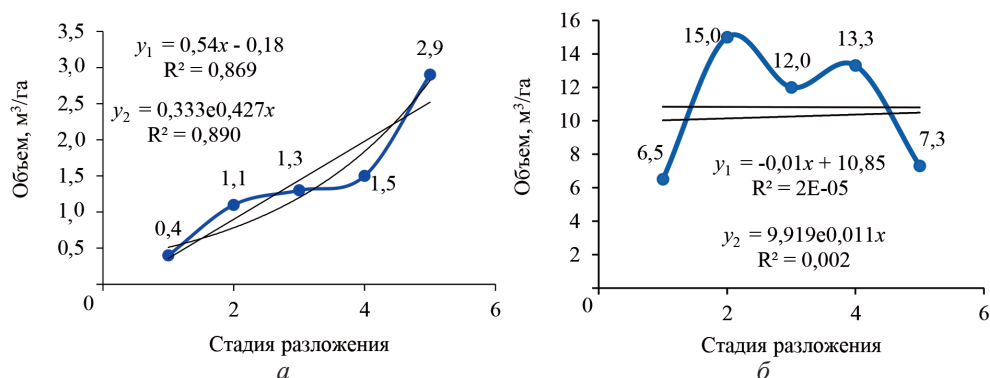 Объем, м³/га
3,5
3,0
2,5
2,0
1,5
1,0
0,5
0
2
4
6
y₁ = 0,54x - 0,18
R² = 0,869
y₂ = 0,333e0,427x
R² = 0,890
0,4
1,1
1,3
1,5
2,9
Стадия разложения
а
Объем, м³/га
16
14
12
10
8
6
4
2
0
2
4
6
6,5
15,0
12,0
13,3
7,3
y₁ = -0,01x + 10,85
R² = 2E-05
y₂ = 9,919e0,011x
R² = 0,002
Стадия разложения
б